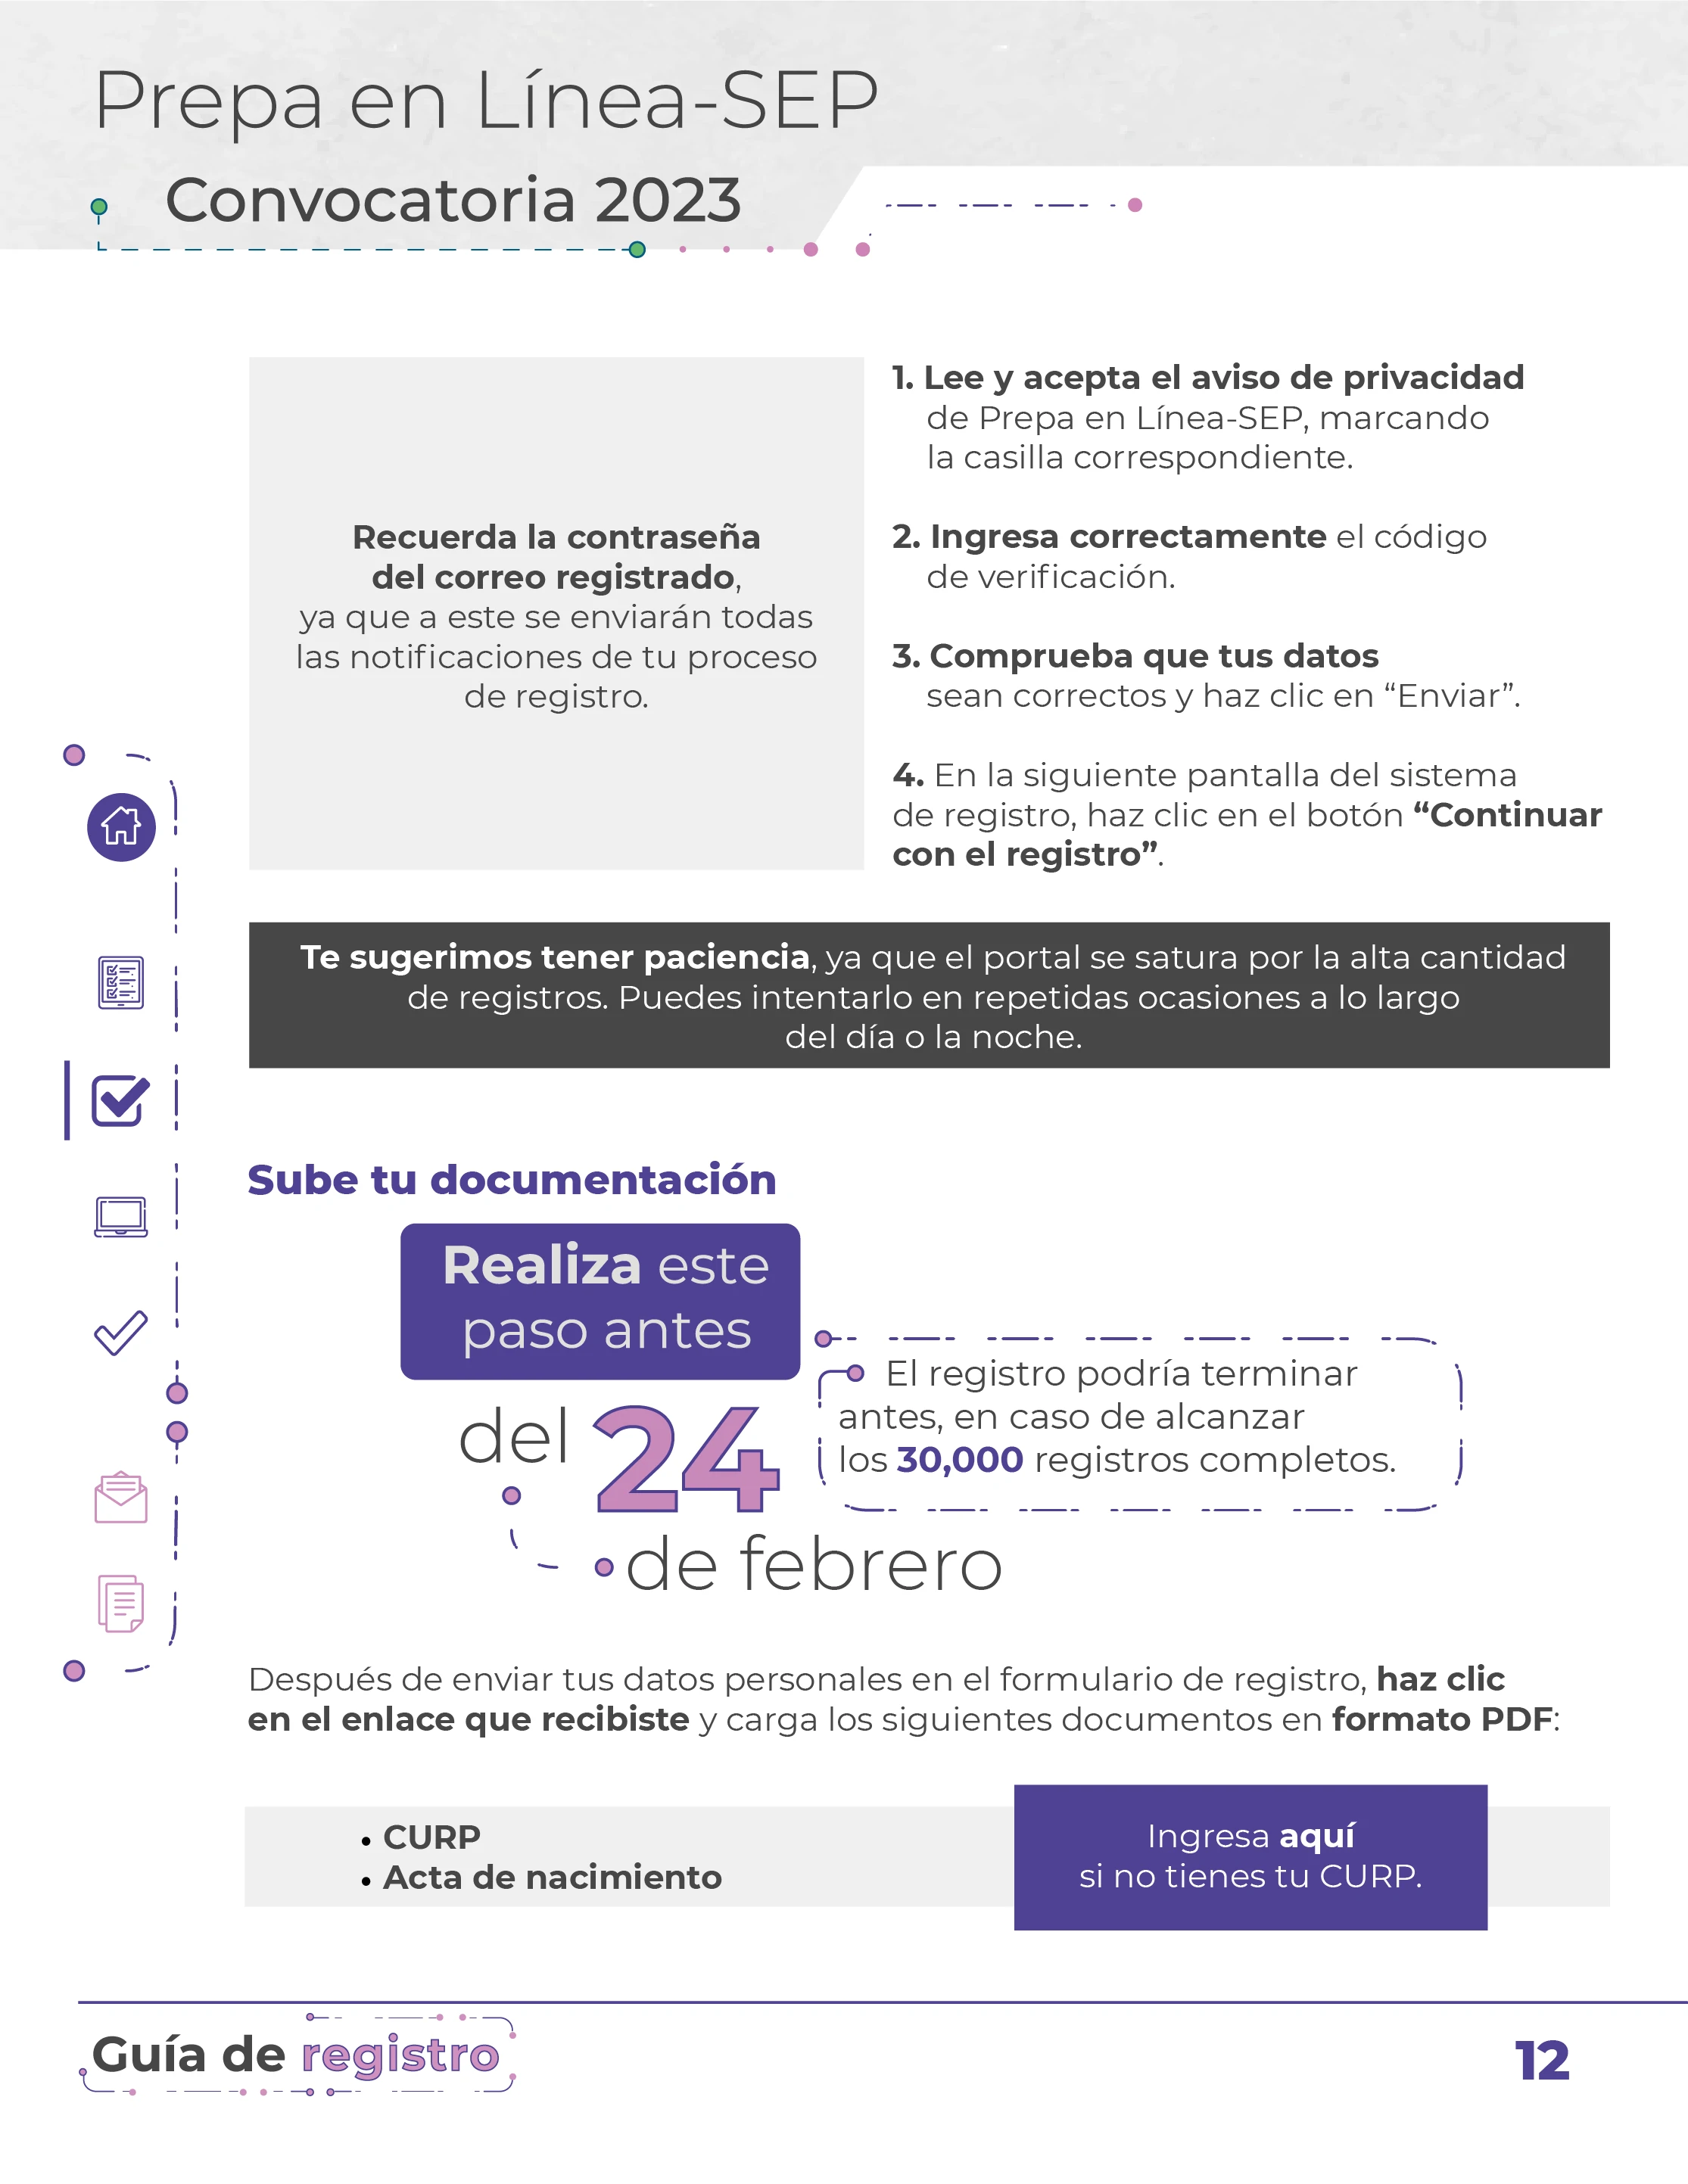 Prepa en Línea-SEP
Convocatoria 2023
Recuerda la contraseña
del correo registrado,
ya que a este se enviarán todas
las notificaciones de tu proceso
de registro.
1. Lee y acepta el aviso de privacidad
de Prepa en Línea-SEP, marcando
la casilla correspondiente.
2. Ingresa correctamente el código
de verificación.
3. Comprueba que tus datos
sean correctos y haz clic en “Enviar”.
4. En la siguiente pantalla del sistema
de registro, haz clic en el botón “Continuar
con el registro”.
Te sugerimos tener paciencia, ya que el portal se satura por la alta cantidad
de registros. Puedes intentarlo en repetidas ocasiones a lo largo
del día o la noche.
Sube tu documentación
Realiza este
paso antes
del 24
de febrero
El registro podría terminar
antes, en caso de alcanzar
los 30,000 registros completos.
Después de enviar tus datos personales en el formulario de registro, haz clic
en el enlace que recibiste y carga los siguientes documentos en formato PDF:
• CURP
• Acta de nacimiento
Ingresa aquí
si no tienes tu CURP.
Guía de registro
12